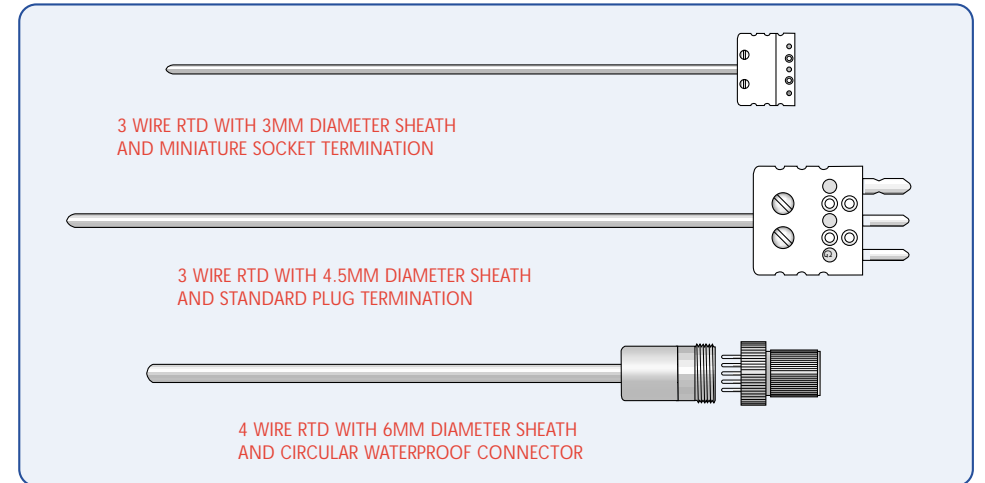 3 WIRE RTD WITH 3MM DIAMETER SHEATH
AND MINIATURE SOCKET TERMINATION
3 WIRE RTD WITH 4.5MM DIAMETER SHEATH
AND STANDARD PLUG TERMINATION
4 WIRE RTD WITH 6MM DIAMETER SHEATH
AND CIRCULAR WATERPROOF CONNECTOR